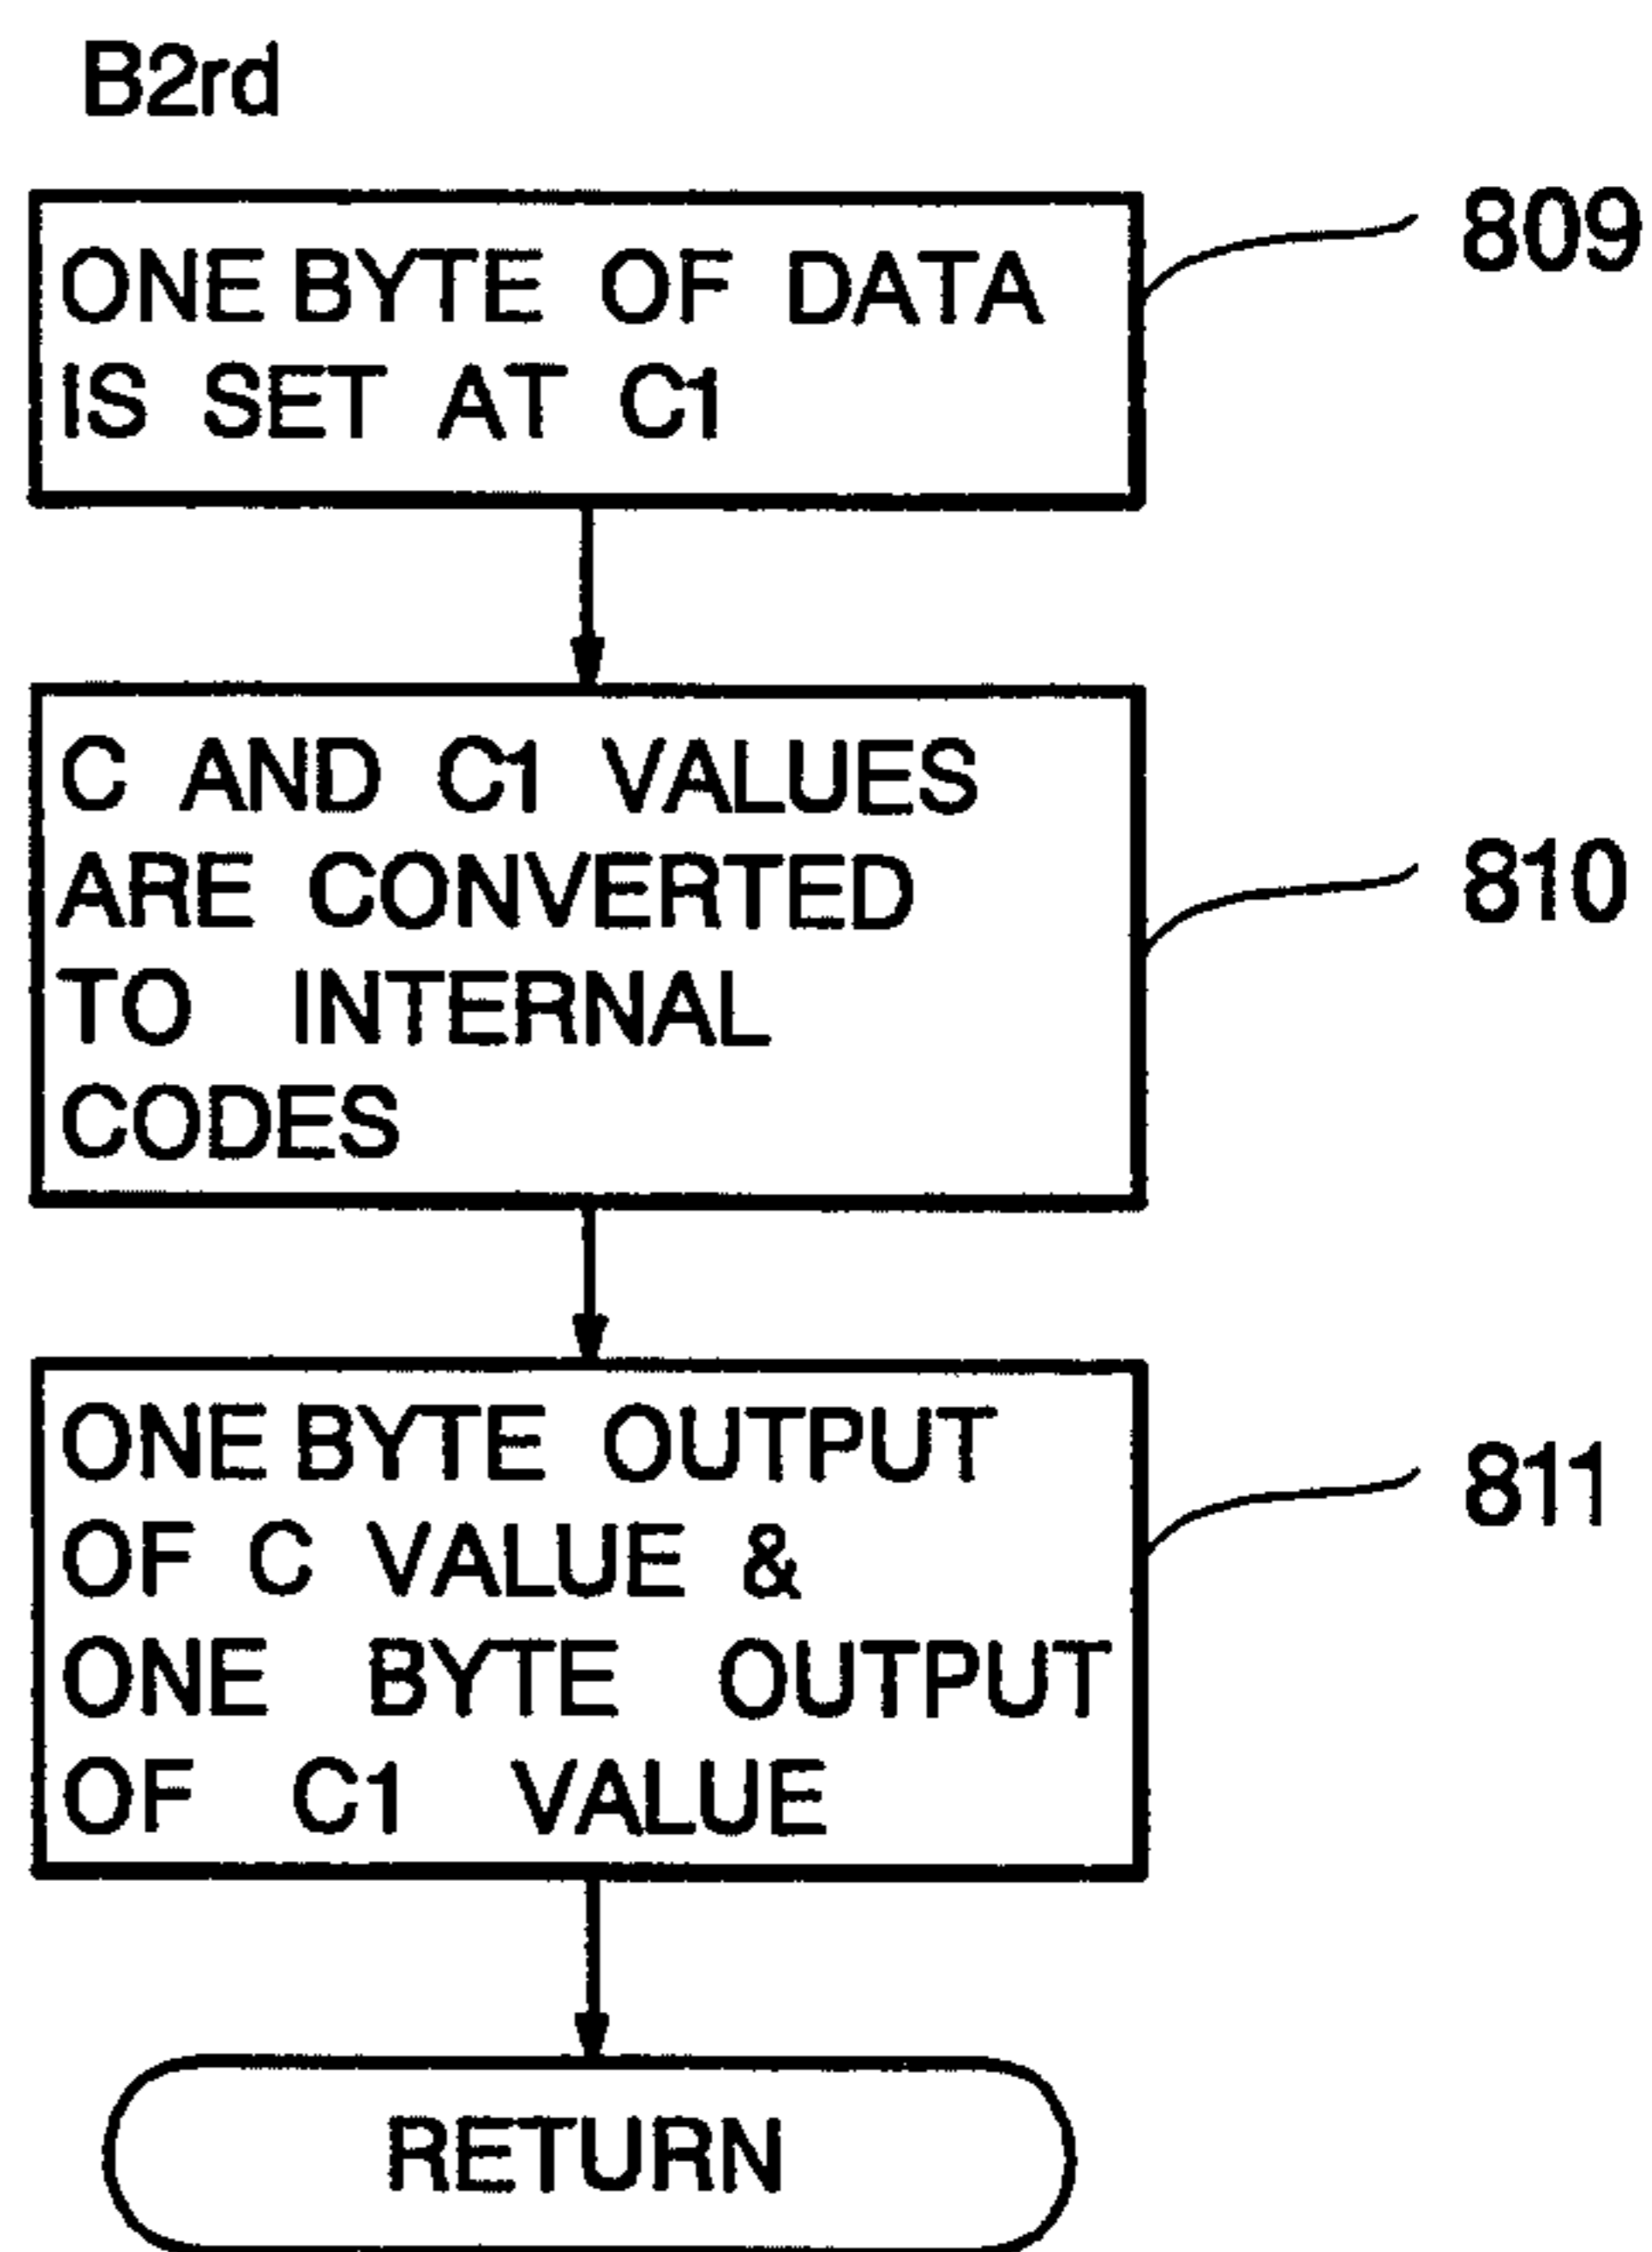 B2rd
ONE BYTE OF DATA
IS SET AT C1
809
C AND C1 VALUES
ARE CONVERTED
TO INTERNAL
CODES
810
ONE BYTE OUTPUT
OF C VALUE &
ONE BYTE OUTPUT
OF C1 VALUE
811
RETURN